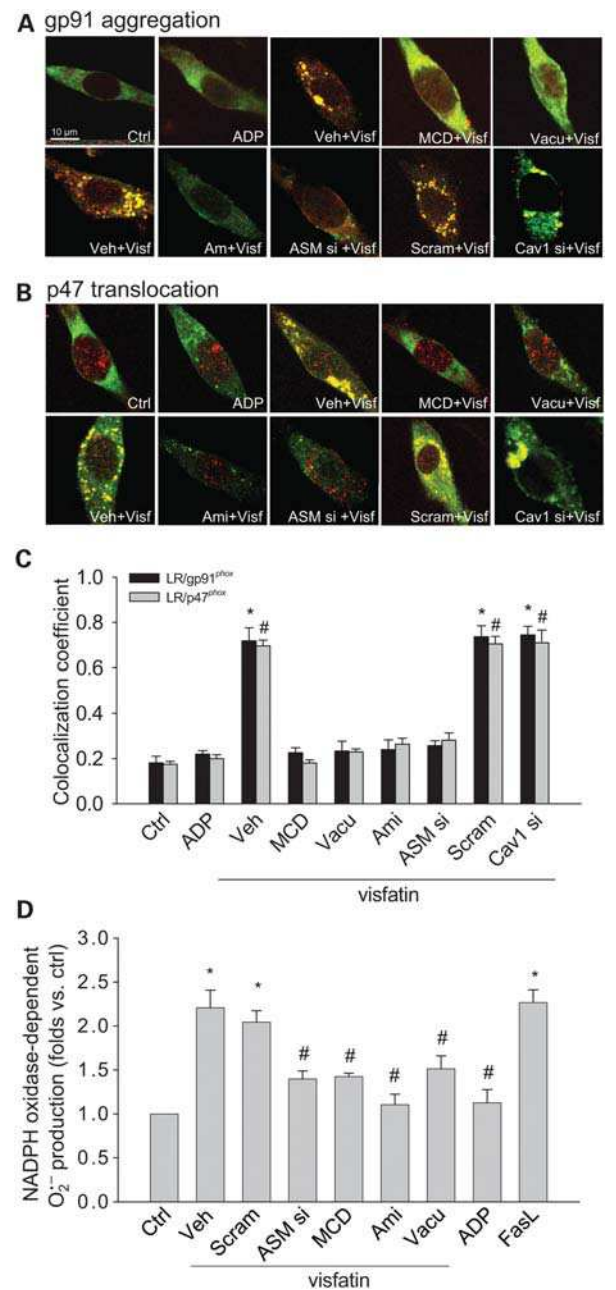 A gp91 aggregation
10 µm
Ctrl
ADP
Veh+Visf
MCD+Visf
Vacu+Visf
Veh+Visf
Am+Visf
ASM si +Visf
Scram+Visf
Cav1 si+Visf
B p47 translocation
Ctrl
ADP
Veh+Visf
MCD+Visf
Vacu+Visf
Veh+Visf
Ami+Visf
ASM si +Visf
Scram+Visf
Cav1 si+Visf
C
LR/gp91phox
LR/p47phox
Colocalization coefficient
1.0
0.8
0.6
0.4
0.2
0.0
* # * # * #
Ctrl ADP Veh MCD Vacu Ami ASM si Scram Cav1 si
visfatin
D
NADPH oxidase-dependent
O2·− production (folds vs. ctrl)
3.0
2.5
2.0
1.5
1.0
0.5
0.0
* * # # # # # *
Ctrl Veh Scram ASM si MCD Ami Vacu ADP FasL
visfatin